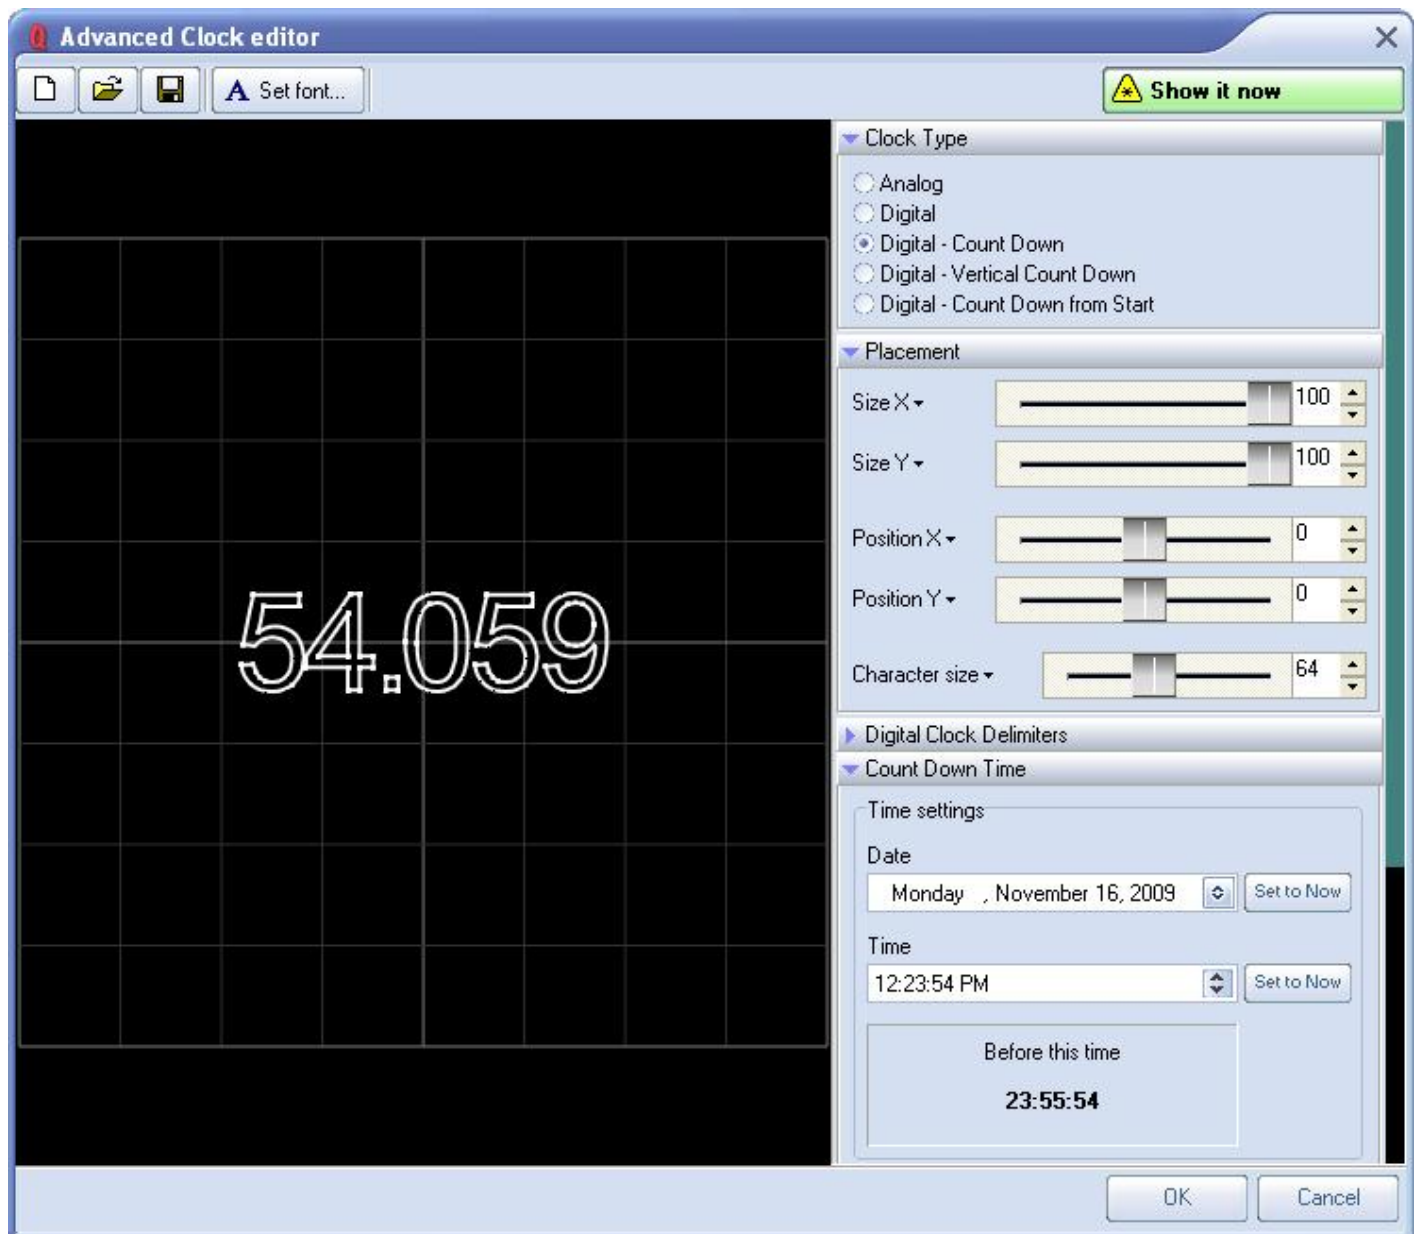 Advanced Clock editor
A Set font...
Show it now
Clock Type
Analog
Digital
Digital - Count Down
Digital - Vertical Count Down
Digital - Count Down from Start
Placement
Size X 100
Size Y 100
Position X 0
Position Y 0
Character size 64
54.059
Digital Clock Delimiters
Count Down Time
Time settings
Date
Monday , November 16, 2009 Set to Now
Time
12:23:54 PM Set to Now
Before this time
23:55:54
OK Cancel